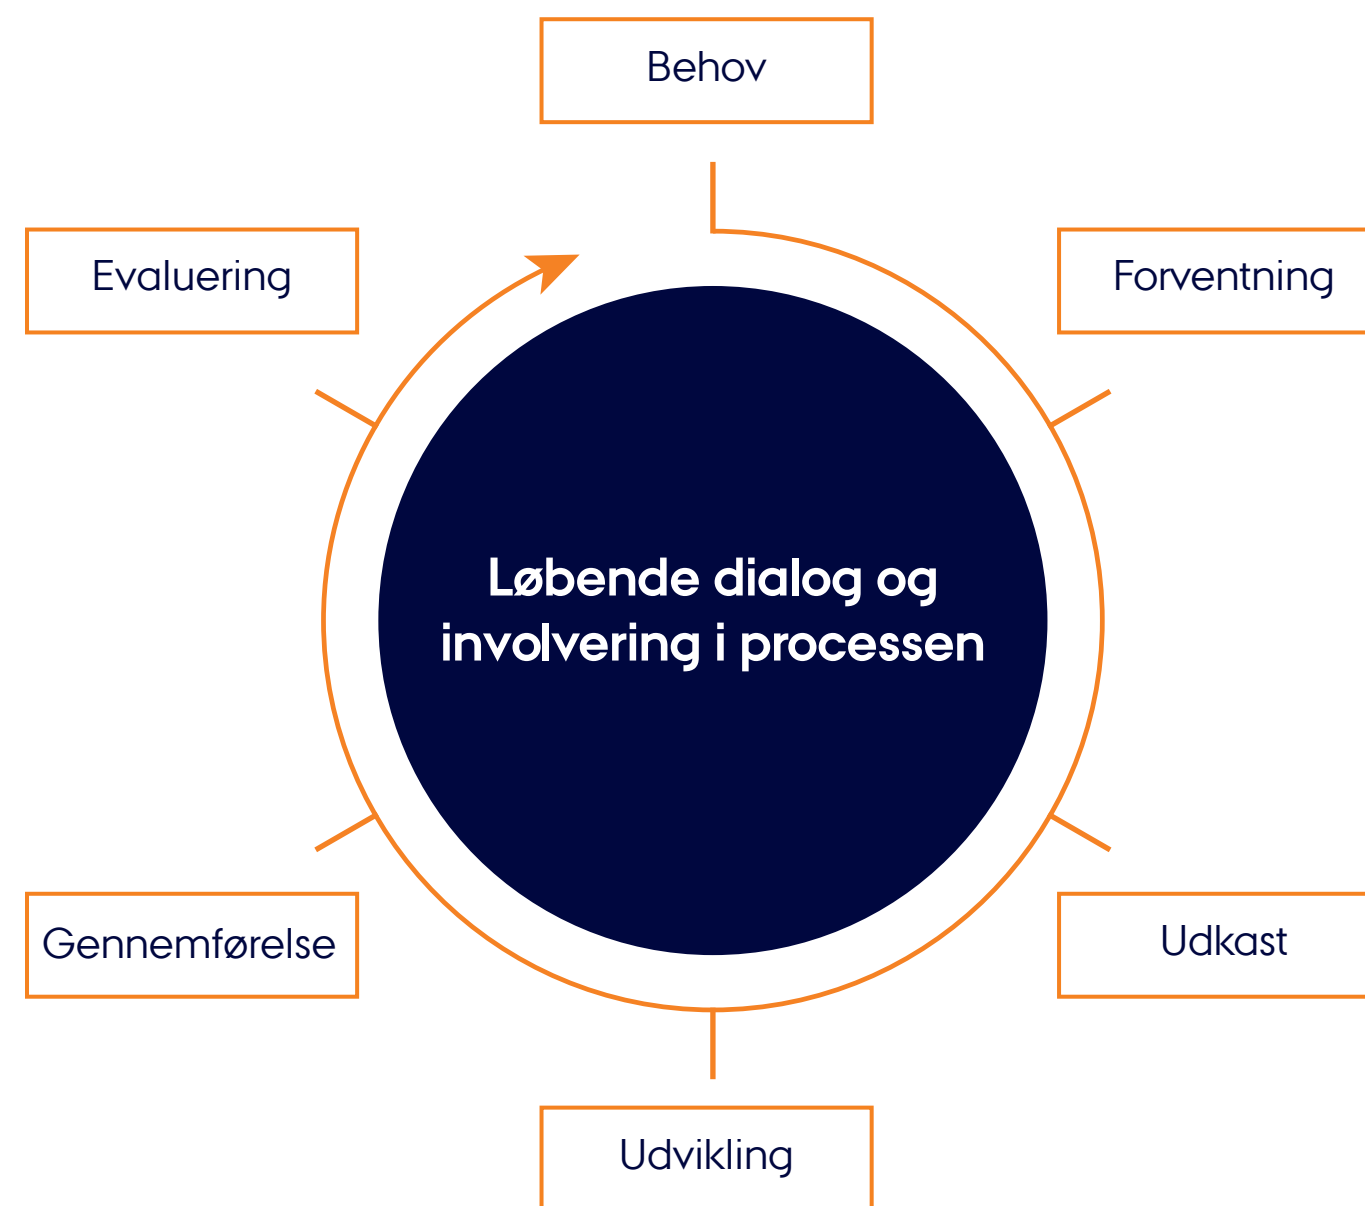 Behov
Evaluering
Forventning
Løbende dialog og
involvering i processen
Gennemførelse
Udkast
Udvikling